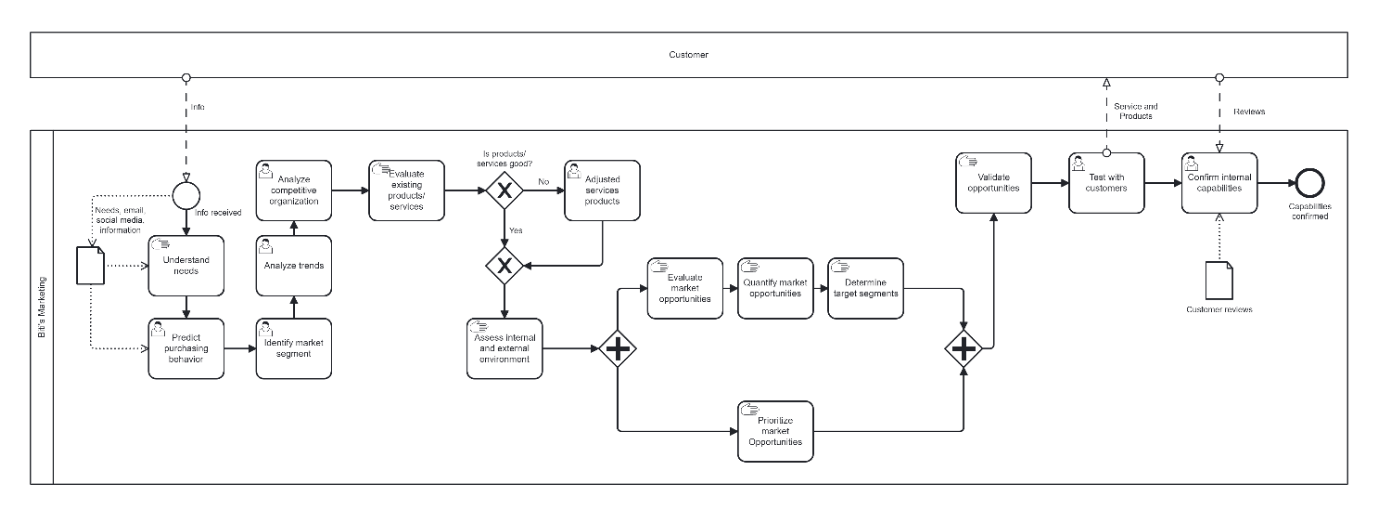 Customer
Info
Service and
Products
Reviews
Biti's Marketing
Info received
Needs, email,
social media,
information
Understand
needs
Predict
purchasing
behavior
Identify market
segment
Analyze trends
Analyze
competitive
organization
Evaluate
existing
products/
services
Is products/
services good?
No
Yes
Adjusted
services
products
Assess internal
and external
environment
Evaluate
market
opportunities
Quantify market
opportunities
Determine
target segments
Prioritize
market
Opportunities
Validate
opportunities
Test with
customers
Confirm internal
capabilities
Capabilities
confirmed
Customer reviews